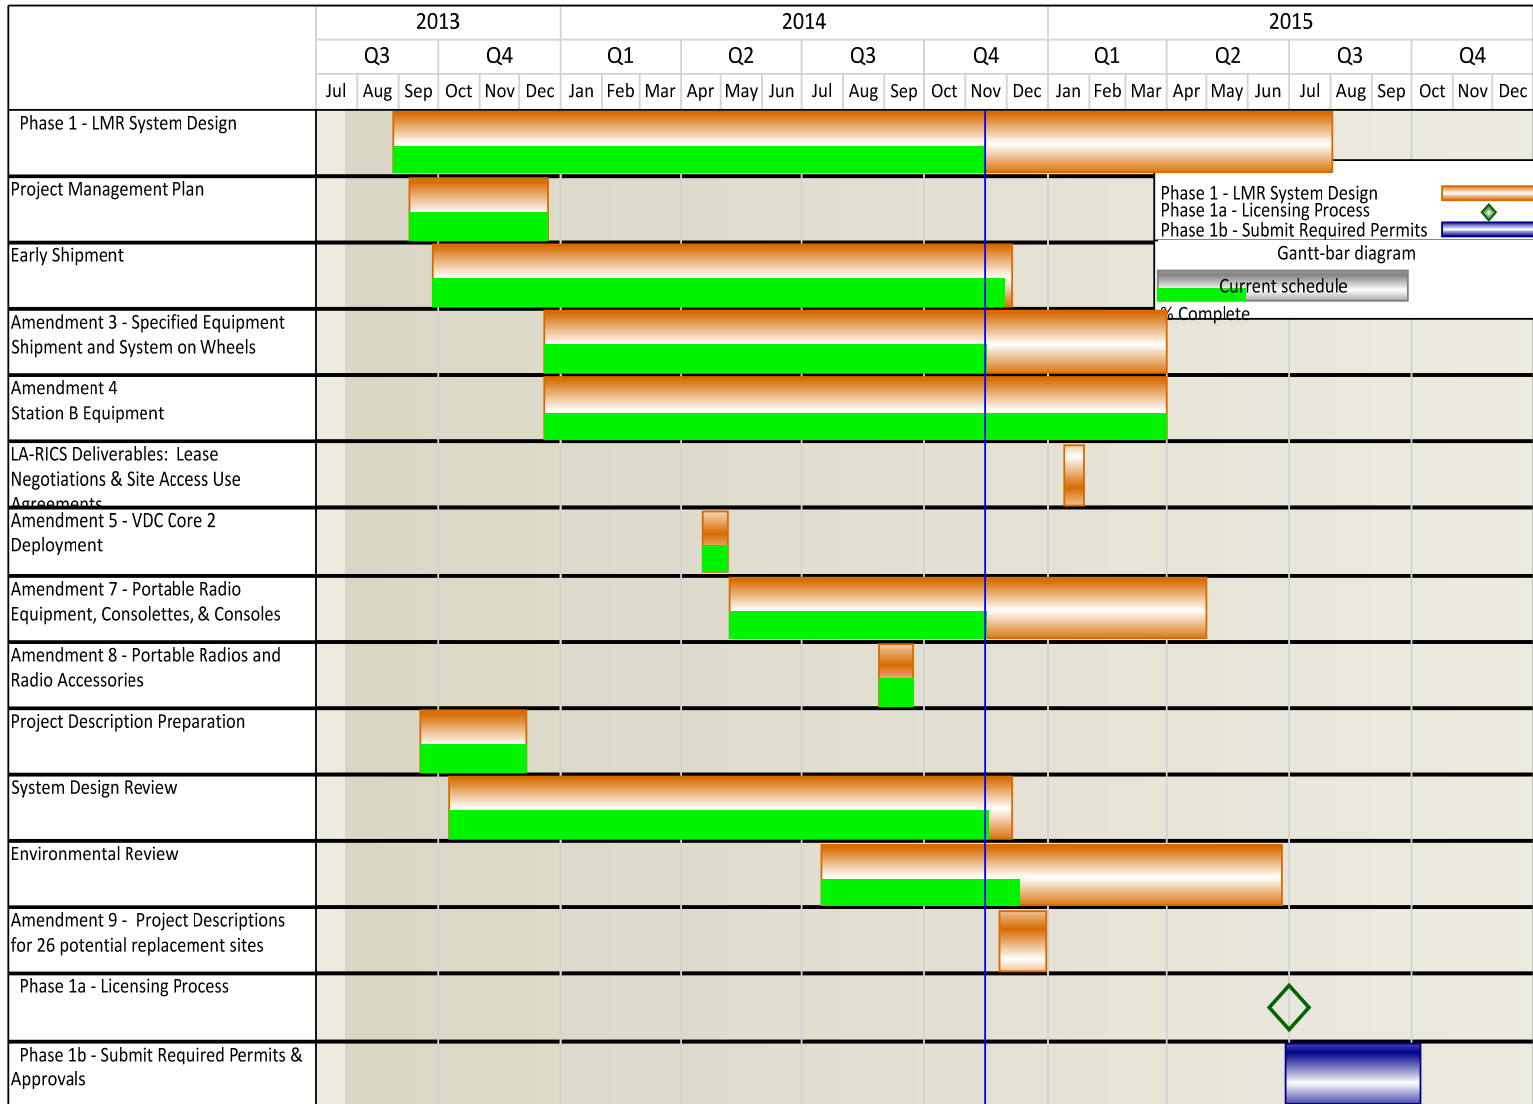 2013 2014 2015
Q3 Q4 Q1 Q2 Q3 Q4 Q1 Q2 Q3 Q4
Jul Aug Sep Oct Nov Dec Jan Feb Mar Apr May Jun Jul Aug Sep Oct Nov Dec Jan Feb Mar Apr May Jun Jul Aug Sep Oct Nov Dec
Phase 1 - LMR System Design
Project Management Plan
Phase 1 - LMR System Design
Phase 1a - Licensing Process
Phase 1b - Submit Required Permits
Early Shipment
Gantt-bar diagram
Current schedule
% Complete
Amendment 3 - Specified Equipment
Shipment and System on Wheels
Amendment 4
Station B Equipment
LA-RICS Deliverables: Lease
Negotiations & Site Access Use
Agreements
Amendment 5 - VDC Core 2
Deployment
Amendment 7 - Portable Radio
Equipment, Consolettes, & Consoles
Amendment 8 - Portable Radios and
Radio Accessories
Project Description Preparation
System Design Review
Environmental Review
Amendment 9 - Project Descriptions
for 26 potential replacement sites
Phase 1a - Licensing Process
Phase 1b - Submit Required Permits &
Approvals